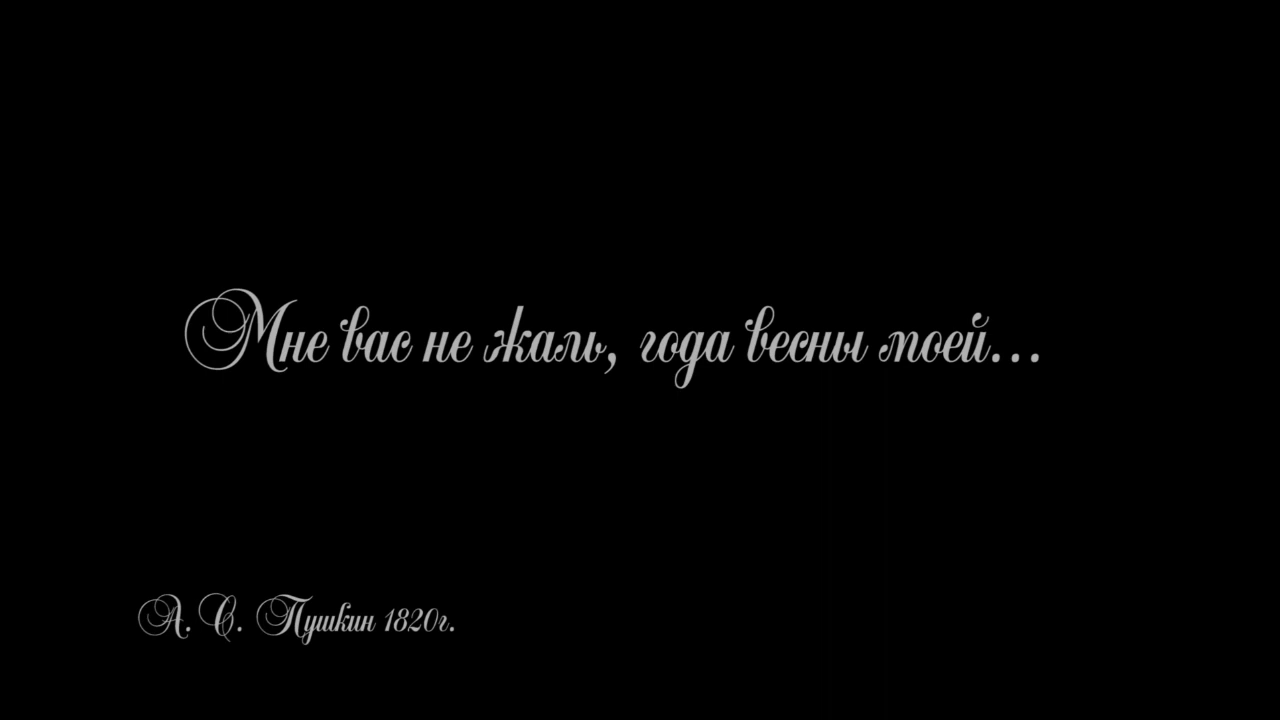 Мне вас не жаль, года весны моей...
А. С. Пушкин 1820г.